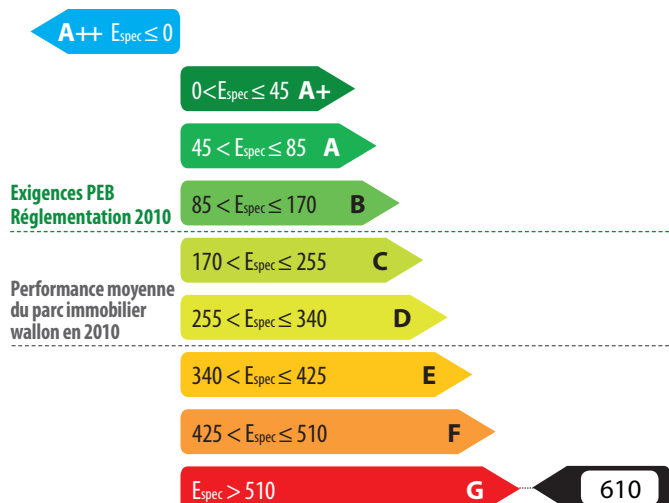 A++ Espec ≤ 0
0<Espec ≤ 45 A+
45 < Espec ≤ 85 A
Exigences PEB
Réglementation 2010
85 < Espec ≤ 170 B
170 < Espec ≤ 255 C
Performance moyenne
du parc immobilier
wallon en 2010
255 < Espec ≤ 340 D
340 < Espec ≤ 425 E
425 < Espec ≤ 510 F
Espec > 510 G
610